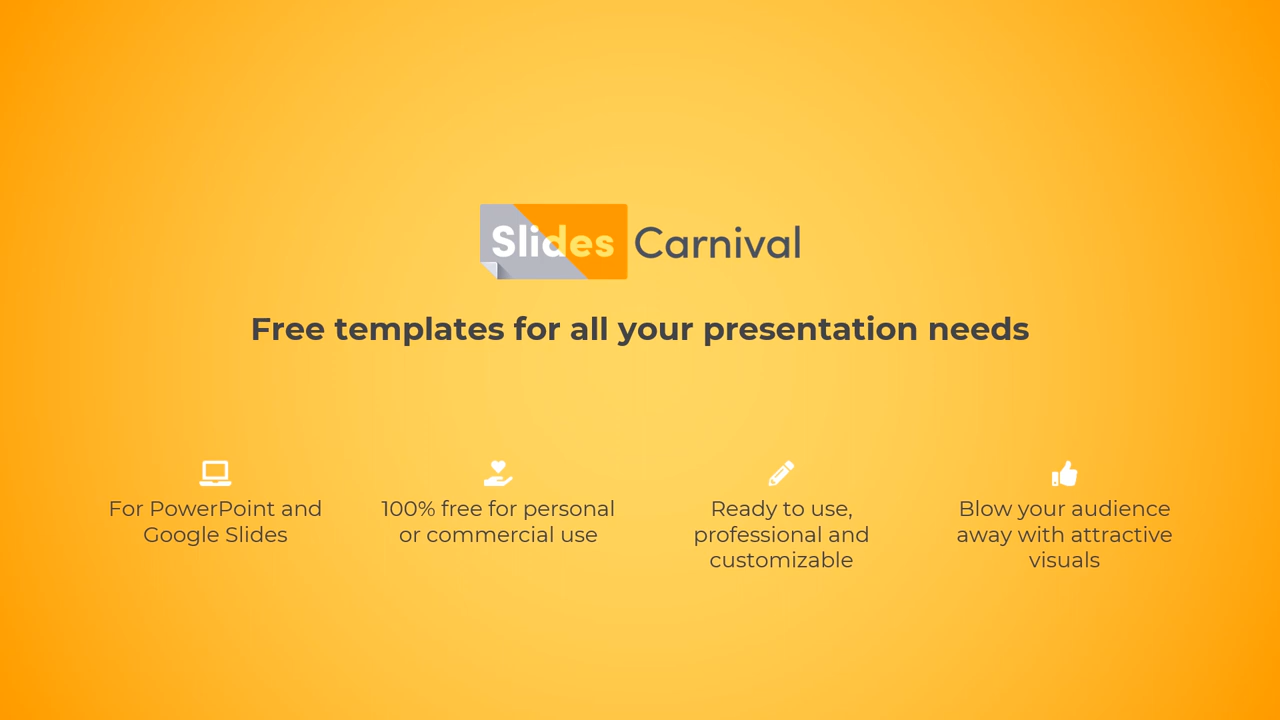 Slides Carnival
Free templates for all your presentation needs
For PowerPoint and
Google Slides
100% free for personal
or commercial use
Ready to use,
professional and
customizable
Blow your audience
away with attractive
visuals